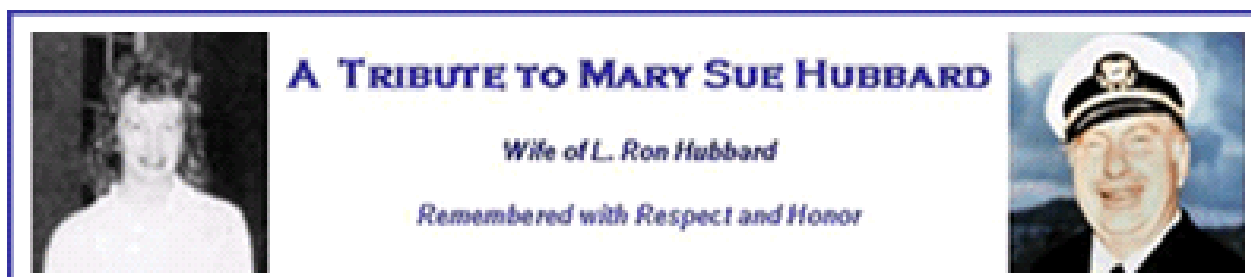 A Tribute to Mary Sue Hubbard
Wife of L. Ron Hubbard
Remembered with Respect and Honor